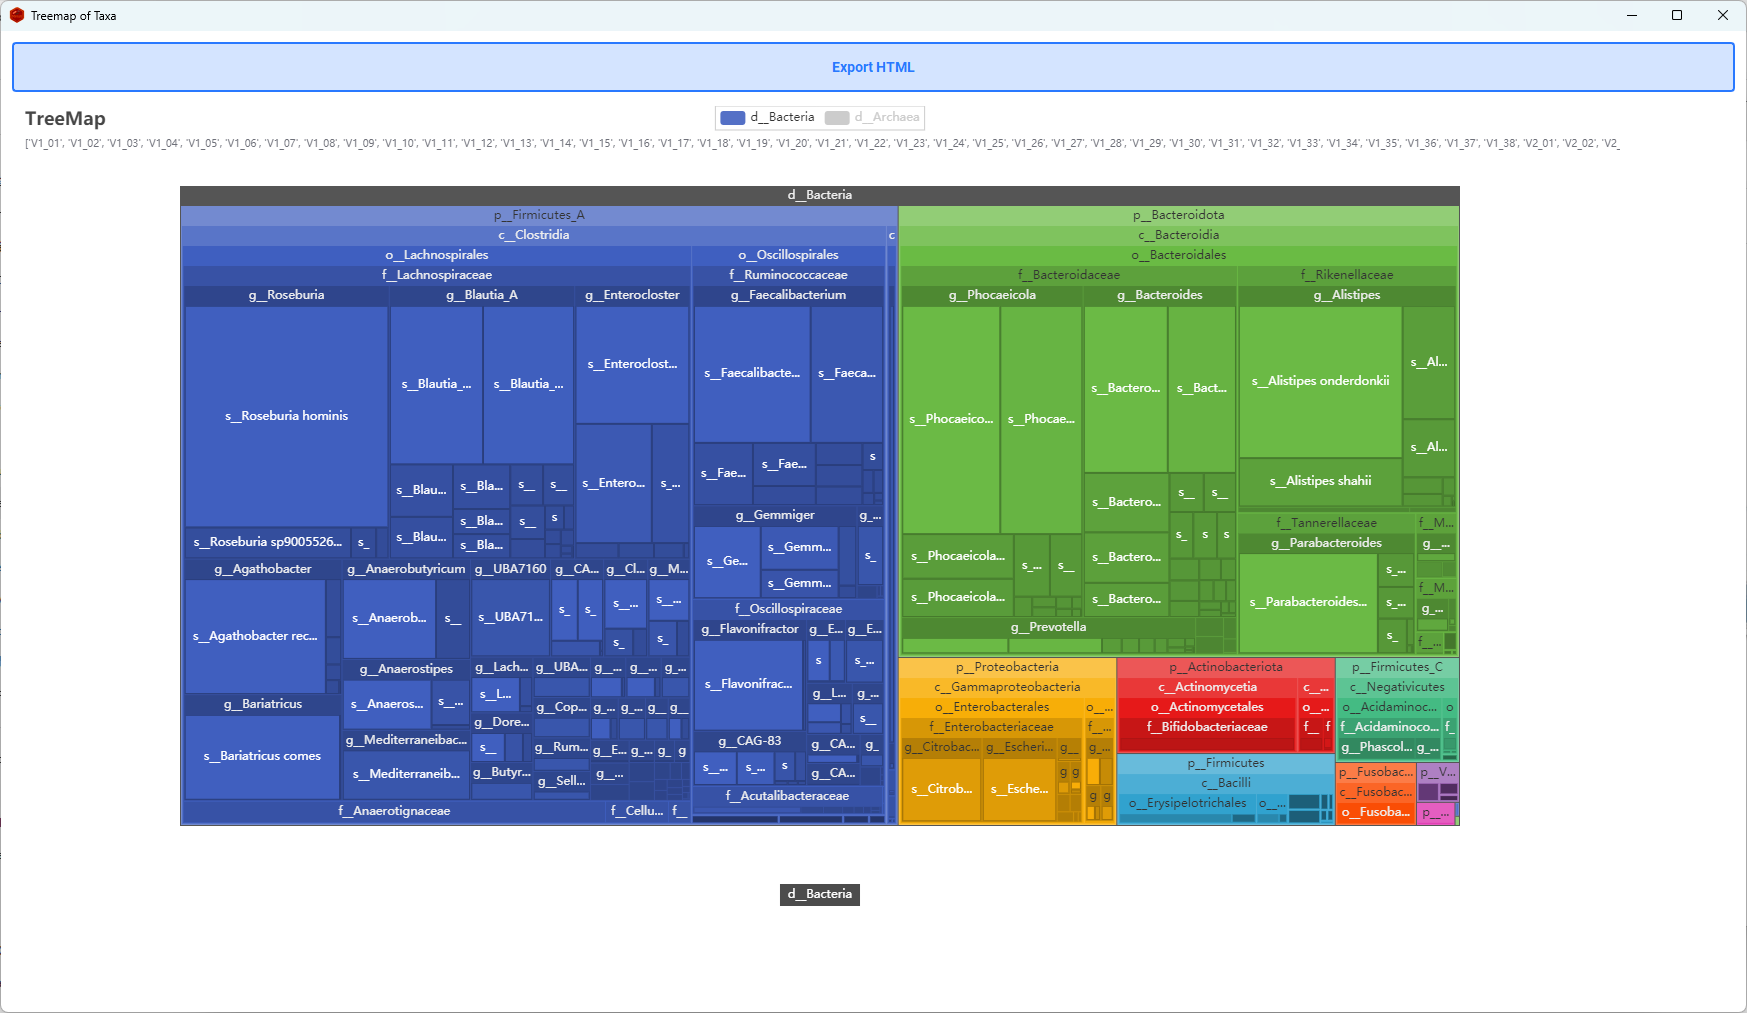 Treemap of Taxa
Export HTML
TreeMap
d__Bacteria d__Archaea
['V1_01', 'V1_02', 'V1_03', 'V1_04', 'V1_05', 'V1_06', 'V1_07', 'V1_08', 'V1_09', 'V1_10', 'V1_11', 'V1_12', 'V1_13', 'V1_14', 'V1_15', 'V1_16', 'V1_17', 'V1_18', 'V1_19', 'V1_20', 'V1_21', 'V1_22', 'V1_23', 'V1_24', 'V1_25', 'V1_26', 'V1_27', 'V1_28', 'V1_29', 'V1_30', 'V1_31', 'V1_32', 'V1_33', 'V1_34', 'V1_35', 'V1_36', 'V1_37', 'V1_38', 'V2_01', 'V2_02', 'V2_
d__Bacteria
p__Firmicutes_A p__Bacteroidota
c__Clostridia c c__Bacteroidia
o__Lachnospirales o__Oscillospirales o__Bacteroidales
f__Lachnospiraceae f__Ruminococcaceae f__Bacteroidaceae f__Rikenellaceae
g__Roseburia g__Blautia_A g__Enterocloster g__Faecalibacterium g__Phocaeicola g__Bacteroides g__Alistipes
s__Enteroclost... s__Al...
s__Blautia_... s__Blautia_... s__Faecalibacte... s__Faeca... s__Bactero... s__Bact... s__Alistipes onderdonkii
s__Roseburia hominis s__Phocaeico... s__Phocae...
s__Al...
s__Blau... s__Bla... s__ s__ s__Entero... s__... s__Fae... s__Fae... s s__Alistipes shahii
s__Bla... s__ s s__Bactero... s__ s__
s__Roseburia sp9005526... s_ s__Blau... s__Bla... g__Gemmiger g_... f__Tannerellaceae f__M...
s_ s s g__Parabacteroides g__...
s__Ge... s__Gemm... s_ s__Phocaeicola... s__... s__ s__Bactero...
g__Agathobacter g__Anaerobutyricum g__UBA7160 g__CA... g__Cl... g__M... s__...
s__Gemm... f__M...
s__Agathobacter rec... s__Anaerob... s__ s__UBA71... s_ s_ s__... s__... s__Phocaeicola... s__Bactero... s__Parabacteroides... s__... g__...
f__Oscillospiraceae
s_ s_ g__Flavonifractor g__E... g__E... g__Prevotella s_ f__...
g__Anaerostipes g__Lach... g__UBA... g__... g__... g__... s s__... p__Proteobacteria p__Actinobacteriota p__Firmicutes_C
s__Anaeros... s__... s__L... s__Flavonifrac... g__L... g__... c__Gammaproteobacteria c__Actinomycetia c__... c__Negativicutes
g__Bariatricus g__Cop... g__... g__... g__ g__ o__Enterobacterales o__... o__Actinomycetales o__... o__Acidaminoc... o
g__Dore... s__ f__Enterobacteriaceae f__... f__Bifidobacteriaceae f__ f f__Acidaminoco... f_
g__Mediterraneibac... s__ g__Rum... g__E... g__... g g g__CAG-83 g__CA... g_ g__Citrobac... g__Escheri... g__ g__... g__Phascol... g__...
s__Bariatricus comes p__Firmicutes
s__Mediterraneib... g__Butyr... g__Sell... g__... s__... s__... s g__CA... g g p__Fusobac... p__V...
c__Bacilli
s__Citrob... s__Esche... g g c__Fusobac...
f__Acutalibacteraceae o__Erysipelotrichales o__...
f__Anaerotignaceae f__Cellu... f__ o__Fusoba... p__...
d__Bacteria